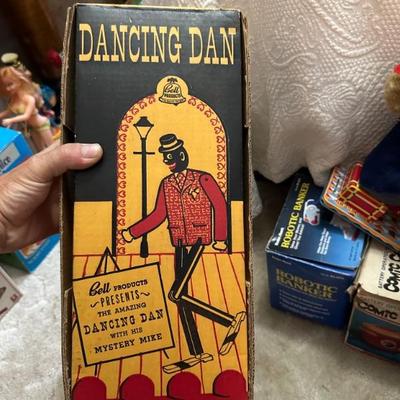 DANCING DAN
Bell
PRODUCTS
Bell PRODUCTS
PRESENTS
THE AMAZING
DANCING DAN
WITH HIS
MYSTERY MIKE
ROBOTIC
BANKER
ROBOTIC
BANKER